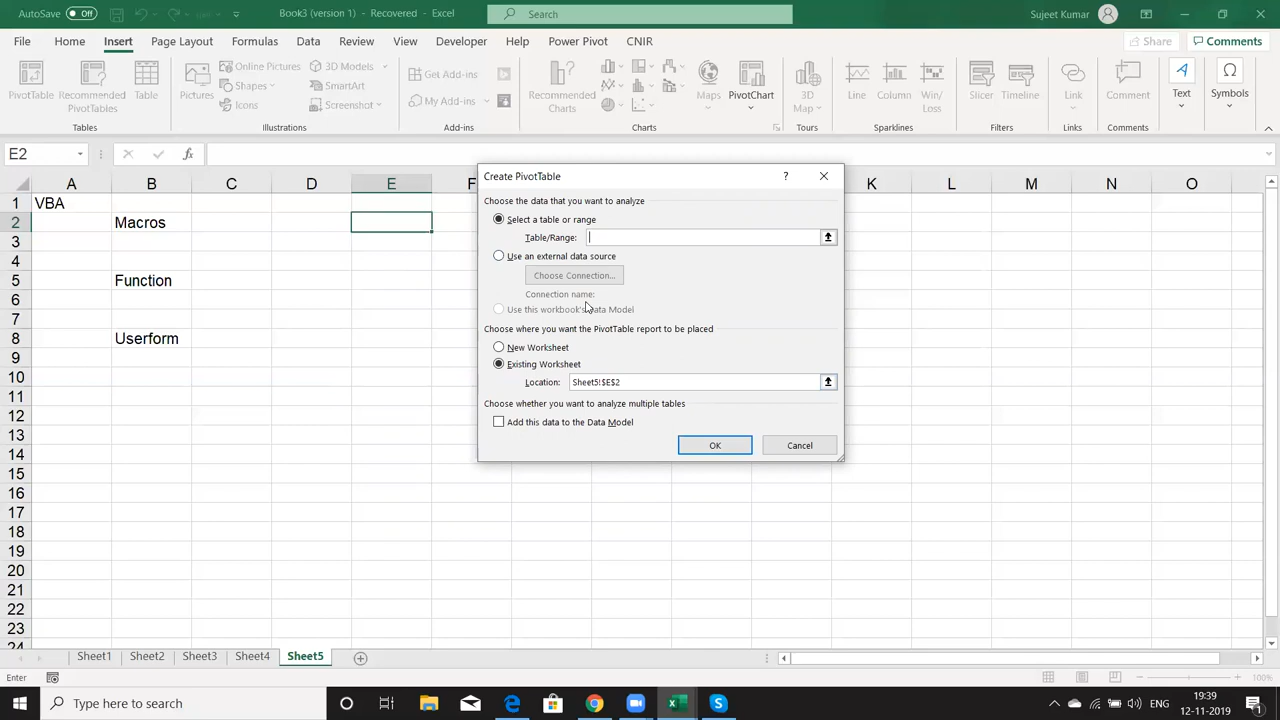 AutoSave Off Book3 (version 1) - Recovered - Excel Search Sujeet Kumar
File Home Insert Page Layout Formulas Data Review View Developer Help Power Pivot CNIR Share Comments
PivotTable Recommended PivotTables Table
Tables
Pictures Online Pictures Shapes Icons 3D Models SmartArt Screenshot
Illustrations
Get Add-ins My Add-ins
Add-ins
Recommended Charts Maps PivotChart
Charts
3D Map
Tours
Line Column Win/Loss
Sparklines
Slicer Timeline
Filters
Link
Links
Comment
Comments
Text Symbols
E2 fx
A B C D E F K L M N O
1 VBA
2 Macros
3
4
5 Function
6
7
8 Userform
9
10
11
12
13
14
15
16
17
18
19
20
21
22
23
24
Create PivotTable ?
Choose the data that you want to analyze
Select a table or range
Table/Range:
Use an external data source
Choose Connection...
Connection name:
Use this workbook's Data Model
Choose where you want the PivotTable report to be placed
New Worksheet
Existing Worksheet
Location: Sheet5!$E$2
Choose whether you want to analyze multiple tables
Add this data to the Data Model
OK Cancel
Sheet1 Sheet2 Sheet3 Sheet4 Sheet5
Enter 100%
Type here to search ENG 19:39
12-11-2019